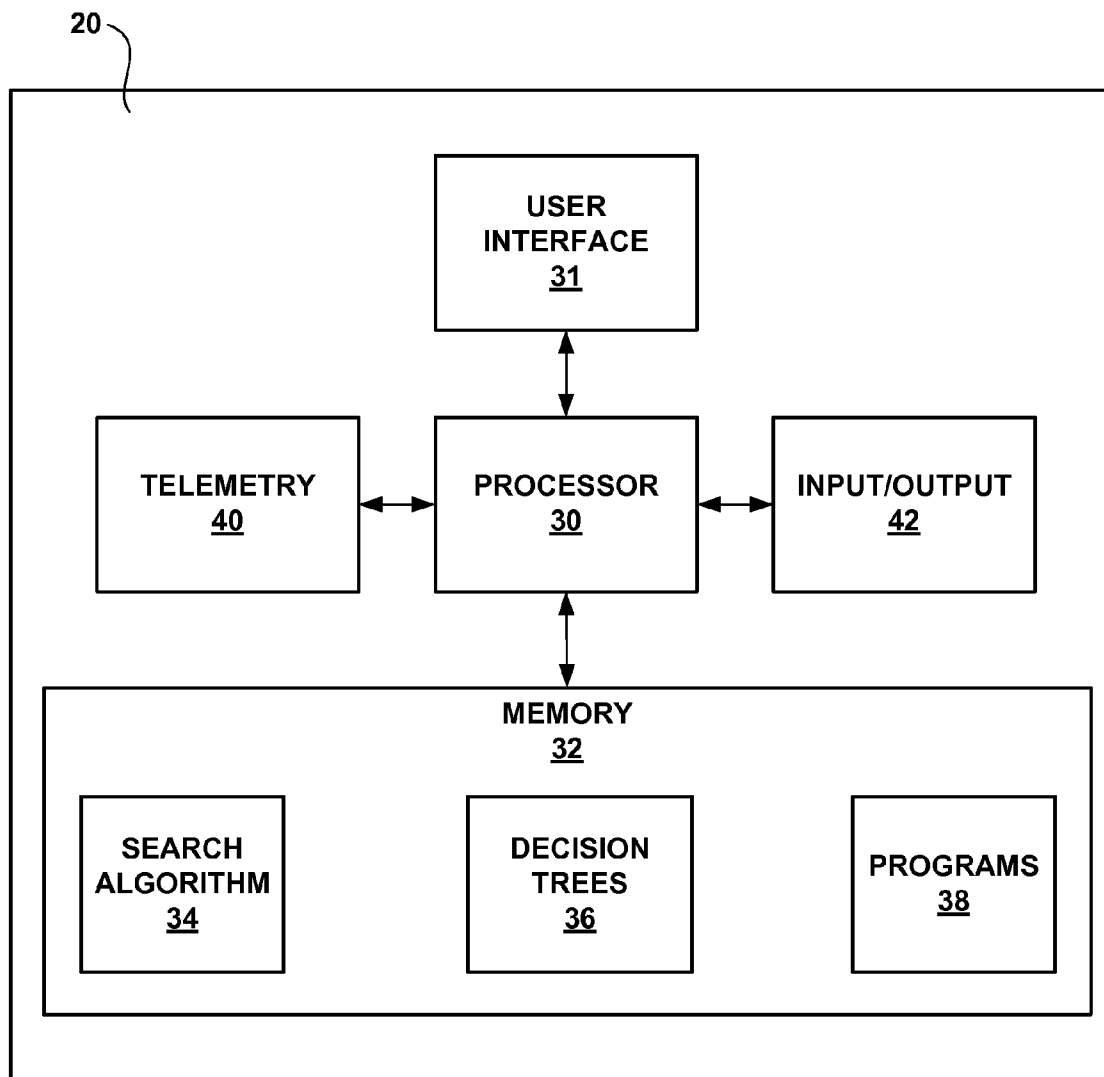 20
USER
INTERFACE
31
TELEMETRY
40
PROCESSOR
30
INPUT/OUTPUT
42
MEMORY
32
SEARCH
ALGORITHM
34
DECISION
TREES
36
PROGRAMS
38